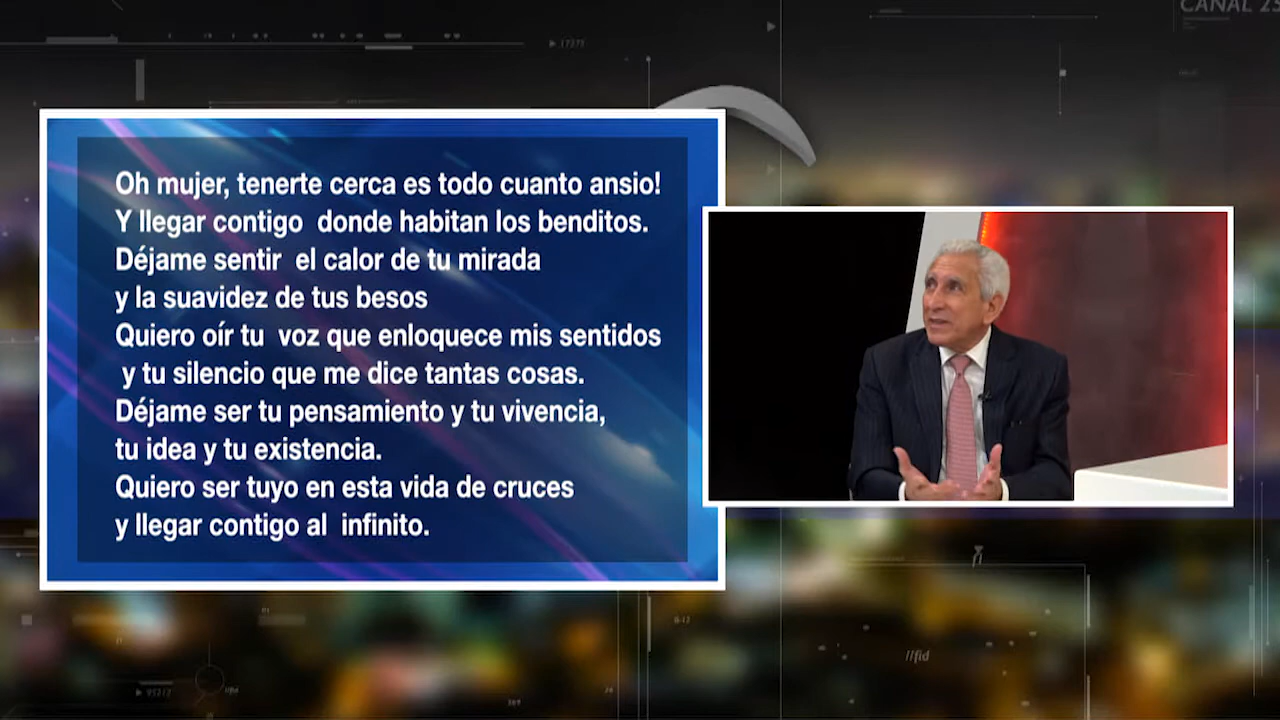 CANAL 25
Oh mujer, tenerte cerca es todo cuanto ansio!
Y llegar contigo donde habitan los benditos.
Déjame sentir el calor de tu mirada
y la suavidez de tus besos
Quiero oír tu voz que enloquece mis sentidos
y tu silencio que me dice tantas cosas.
Déjame ser tu pensamiento y tu vivencia,
tu idea y tu existencia.
Quiero ser tuyo en esta vida de cruces
y llegar contigo al infinito.
//fid